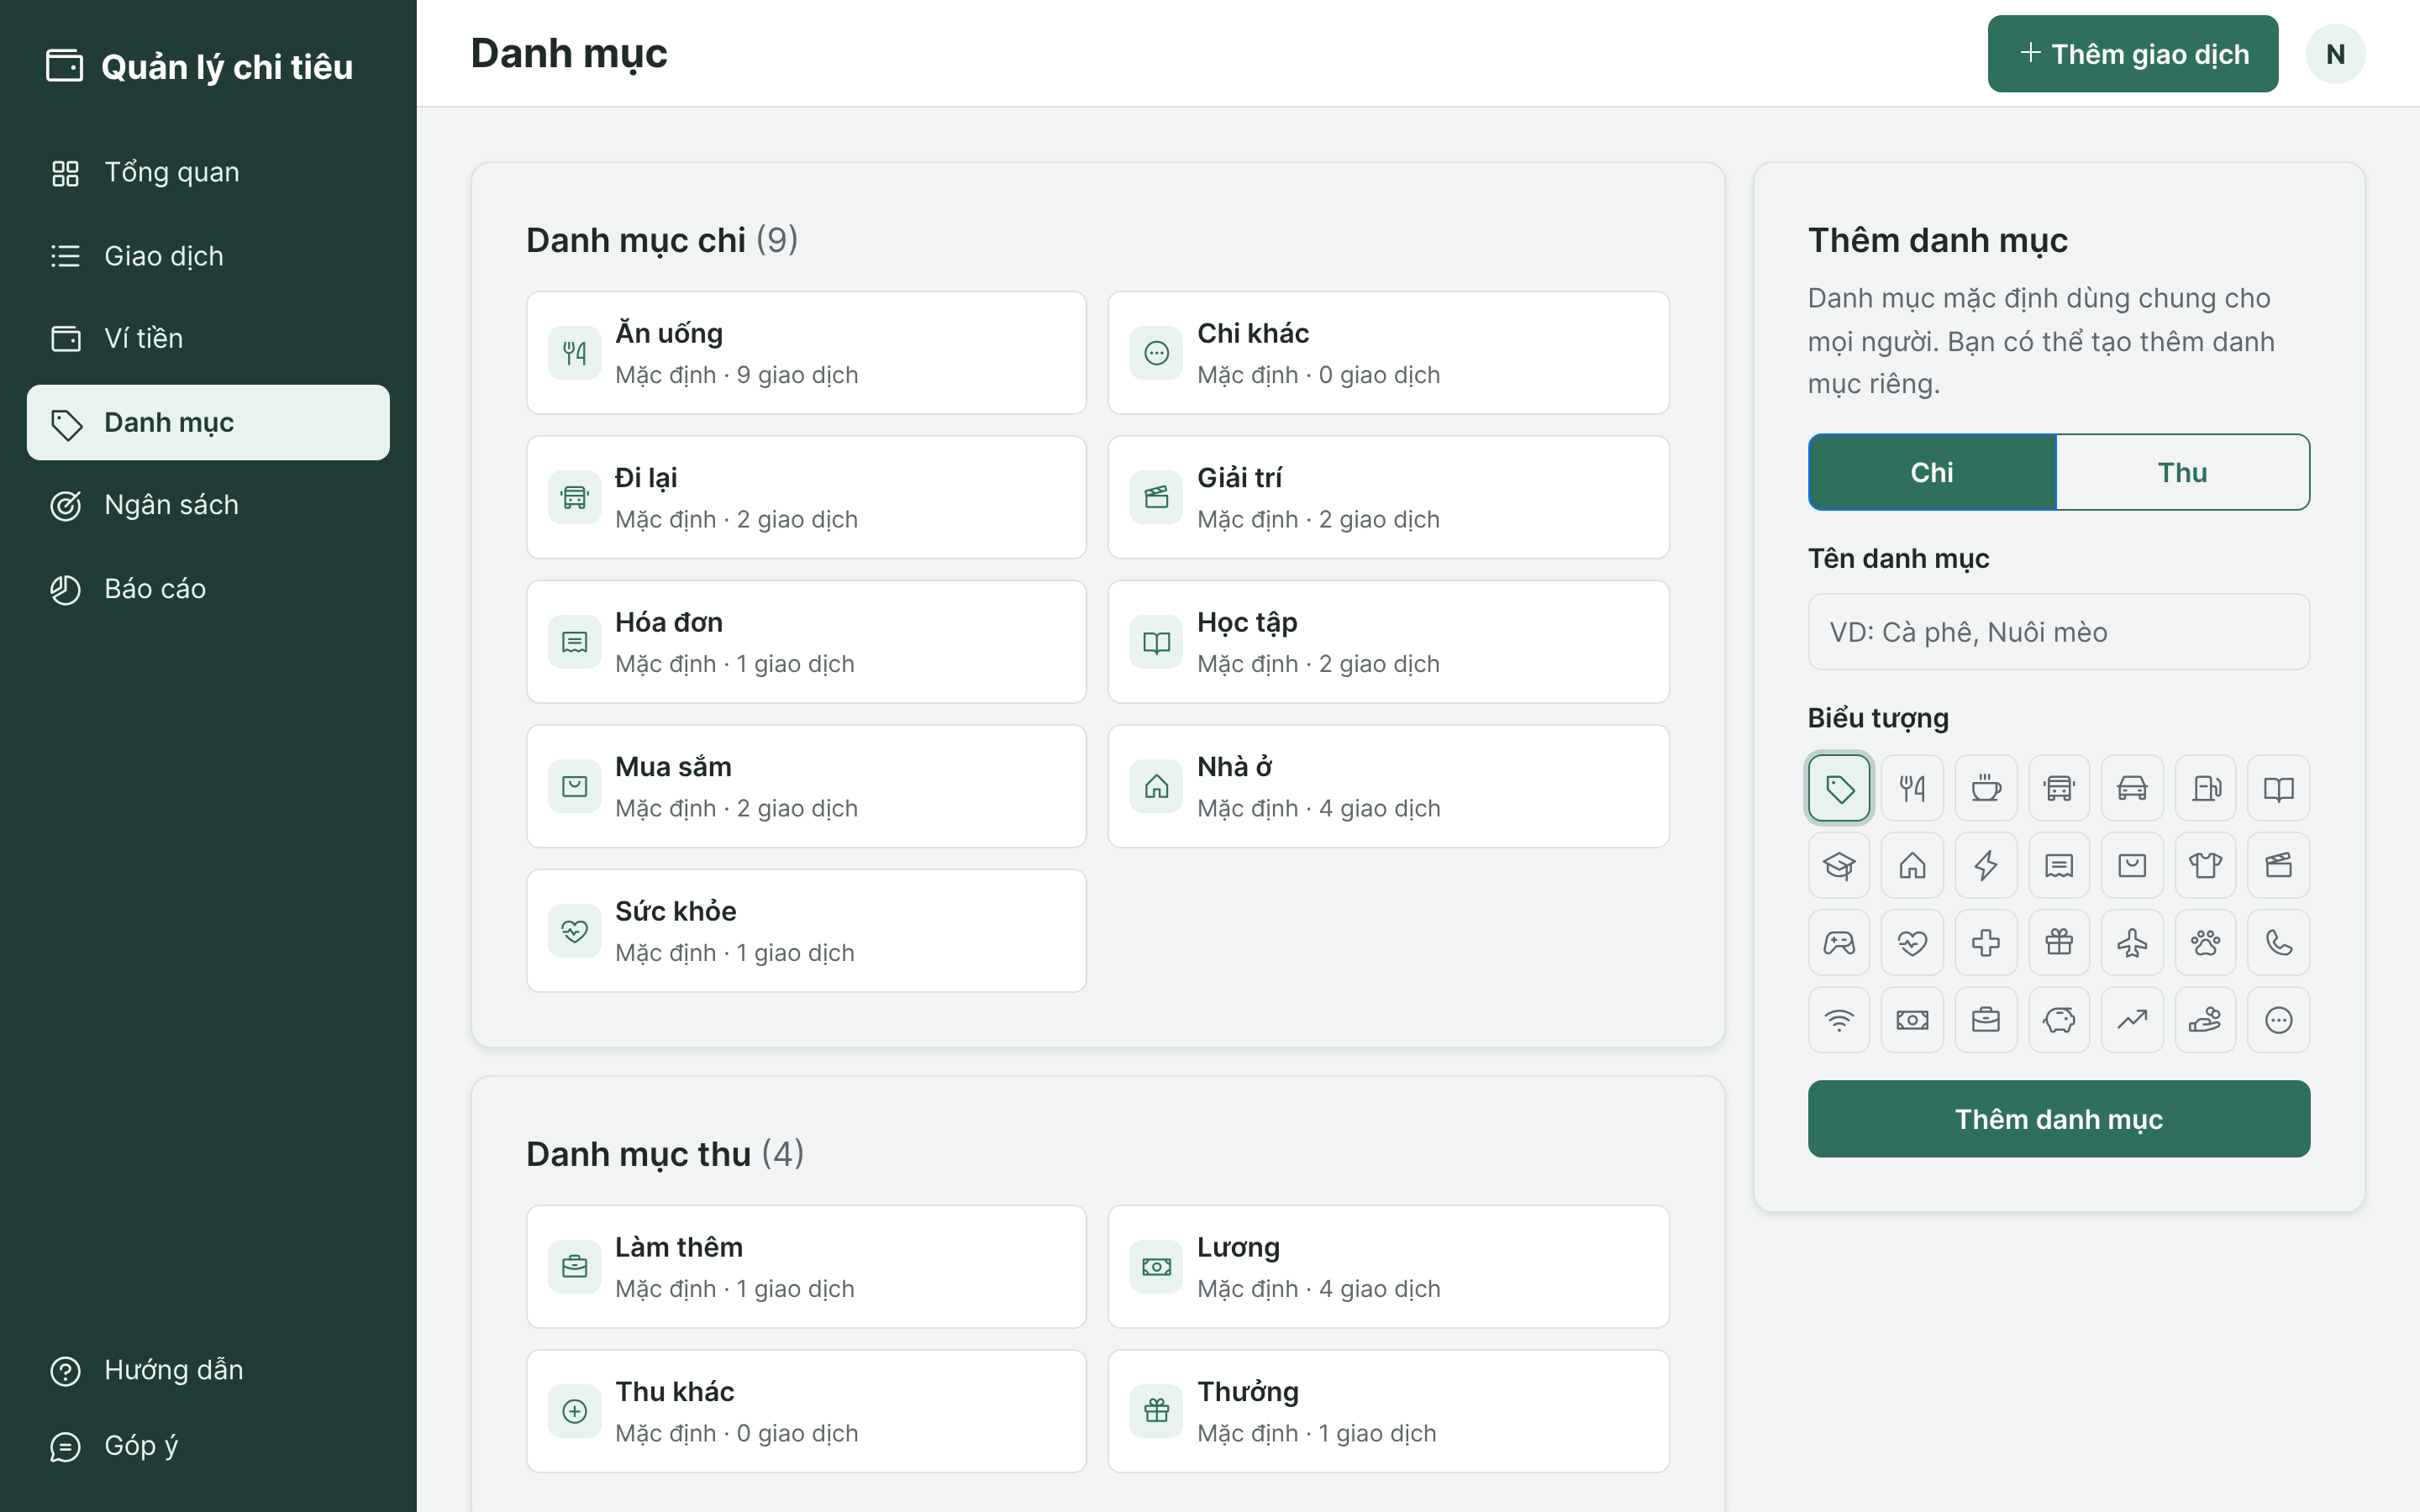 Quản lý chi tiêu
Tổng quan
Giao dịch
Ví tiền
Danh mục
Ngân sách
Báo cáo
Hướng dẫn
Góp ý
Danh mục
+ Thêm giao dịch
N
Danh mục chi (9)
Ăn uống
Mặc định · 9 giao dịch
Chi khác
Mặc định · 0 giao dịch
Đi lại
Mặc định · 2 giao dịch
Giải trí
Mặc định · 2 giao dịch
Hóa đơn
Mặc định · 1 giao dịch
Học tập
Mặc định · 2 giao dịch
Mua sắm
Mặc định · 2 giao dịch
Nhà ở
Mặc định · 4 giao dịch
Sức khỏe
Mặc định · 1 giao dịch
Danh mục thu (4)
Làm thêm
Mặc định · 1 giao dịch
Lương
Mặc định · 4 giao dịch
Thu khác
Mặc định · 0 giao dịch
Thưởng
Mặc định · 1 giao dịch
Thêm danh mục
Danh mục mặc định dùng chung cho
mọi người. Bạn có thể tạo thêm danh
mục riêng.
Chi
Thu
Tên danh mục
VD: Cà phê, Nuôi mèo
Biểu tượng
Thêm danh mục